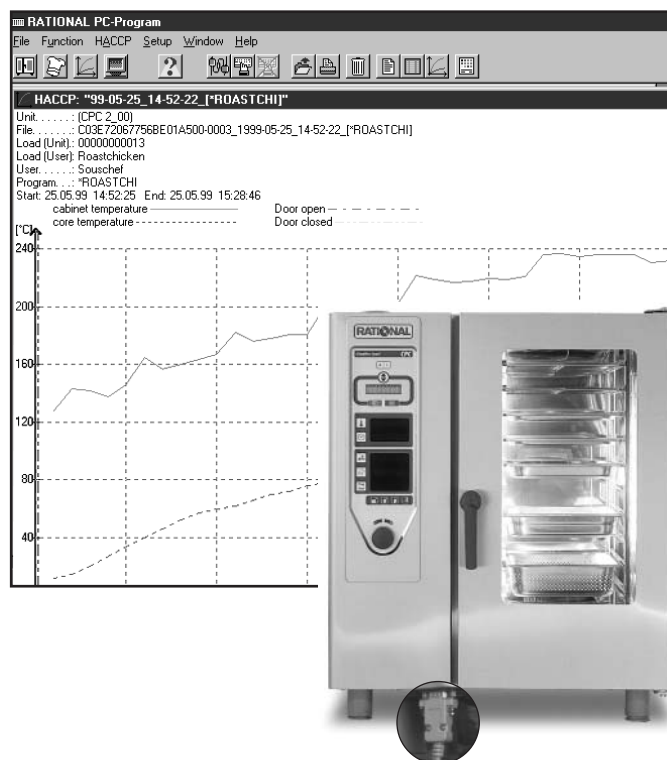 RATIONAL PC-Program
File Function HACCP Setup Window Help
?
HACCP: "99-05-25_14-52-22_[*ROASTCHI]"
Unit. . . . . . : (CPC 2_00)
File. . . . . . . : C03E72067756BE01A500-0003_1999-05-25_14-52-22_[*ROASTCHI]
Load (Unit).: 00000000013
Load (User): Roastchicken
User. . . . . : Souschef
Program. . . : *ROASTCHI
Start: 25.05.99 14:52:25 End: 25.05.99 15:28:46
cabinet temperature Door open
core temperature Door closed
[°C]
240
200
160
120
80
40
RATIONAL
CPC